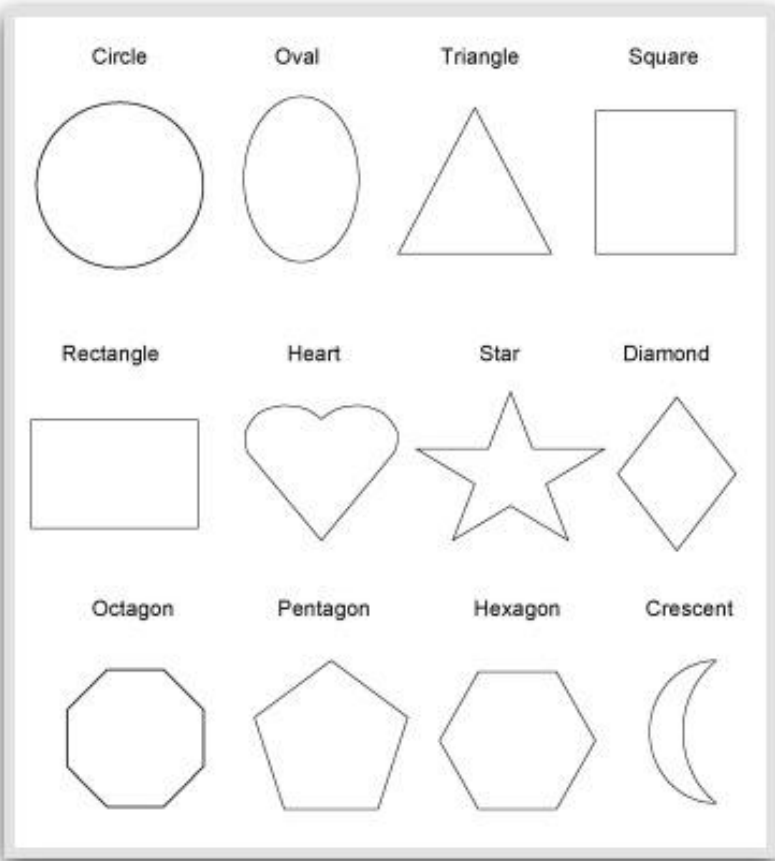 Circle Oval Triangle Square
Rectangle Heart Star Diamond
Octagon Pentagon Hexagon Crescent